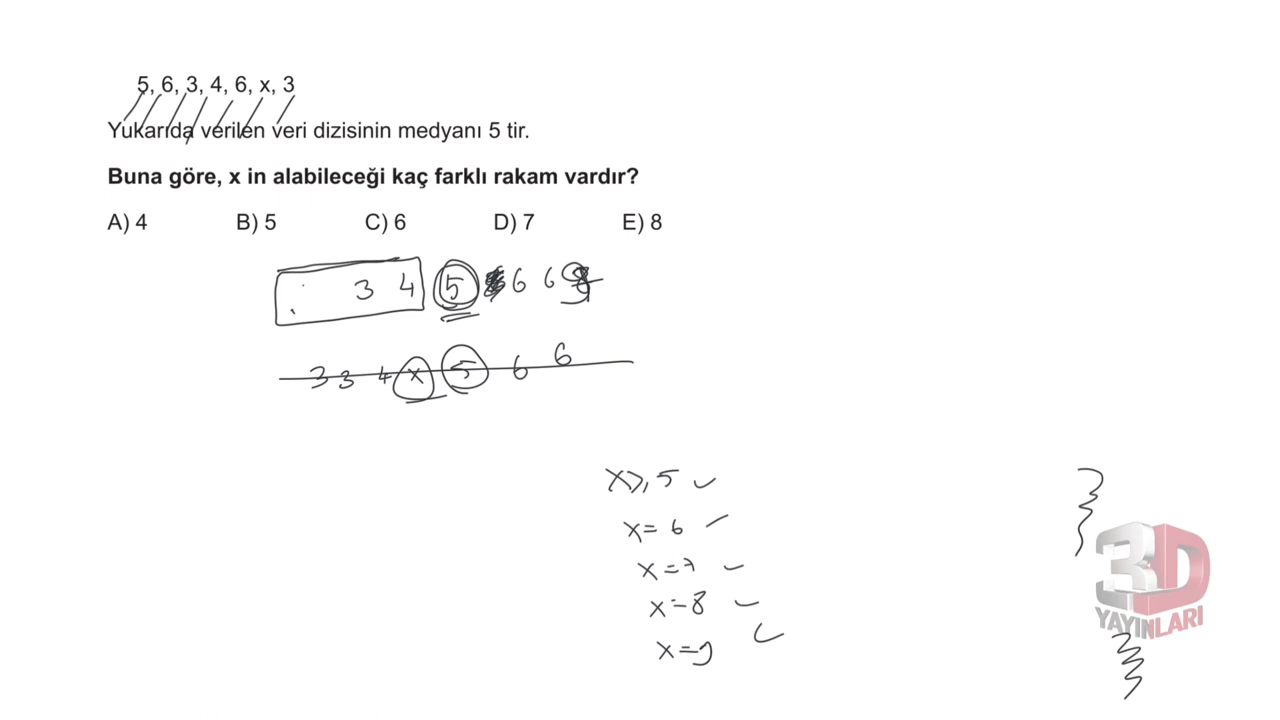 5, 6, 3, 4, 6, x, 3
Yukarıda verilen veri dizisinin medyanı 5 tir.
Buna göre, x in alabileceği kaç farklı rakam vardır?
A) 4 B) 5 C) 6 D) 7 E) 8
3 4 5 6 6
3 3 4 x 5 6 6
x ⩾ 5
x = 6
x = 7
x = 8
x = 9
3D
YAYINLARI